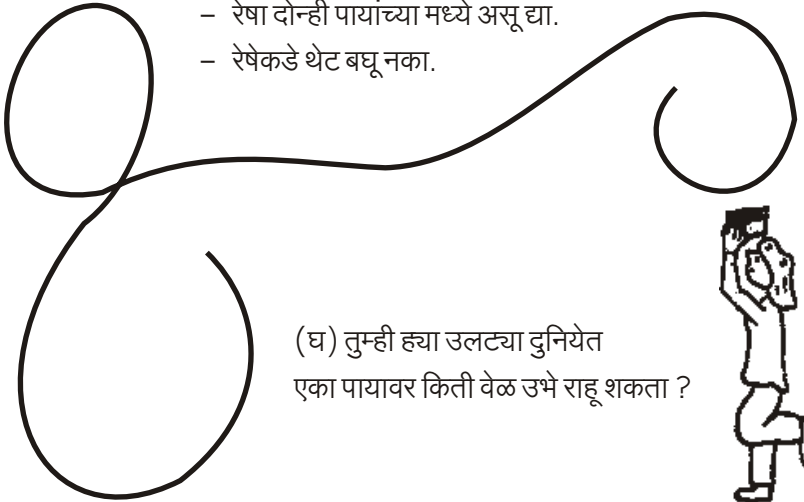 – रेषा दोन्ही पायांच्या मध्ये असू द्या.
– रेषेकडे थेट बघू नका.
(घ) तुम्ही ह्या उलट्या दुनियेत
एका पायावर किती वेळ उभे राहू शकता ?